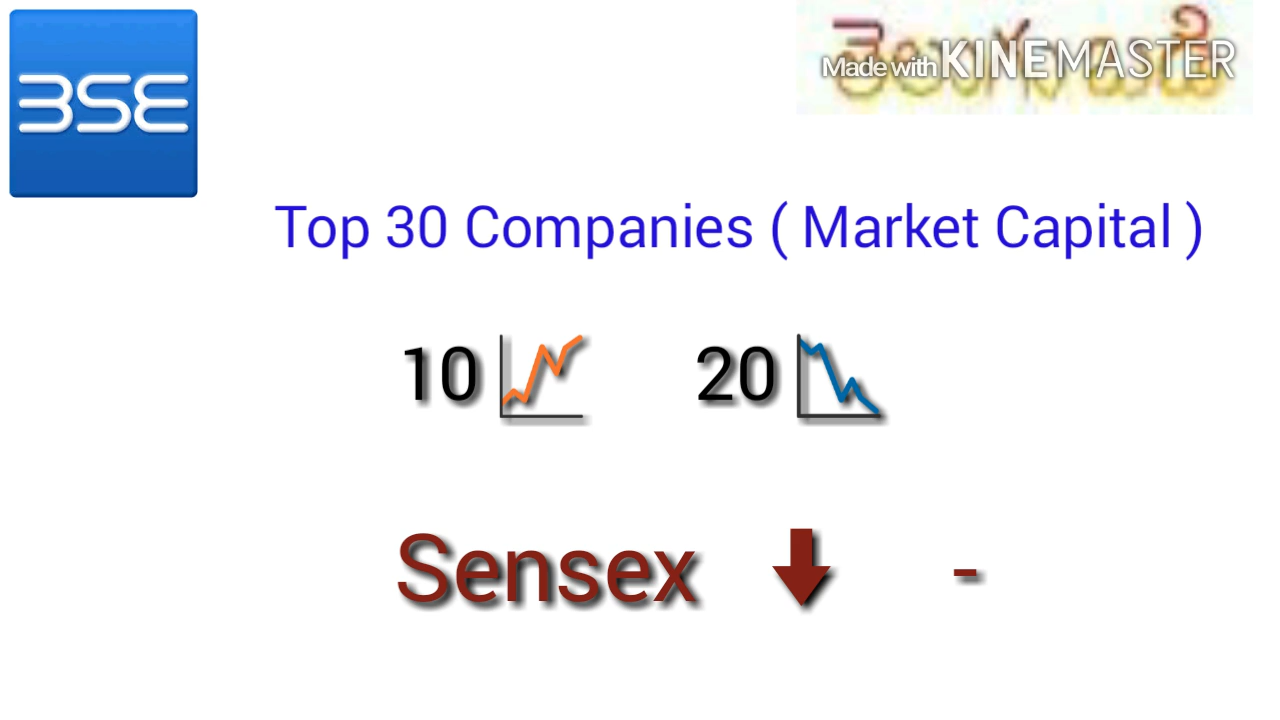 BSE
Made with KINEMASTER
Top 30 Companies ( Market Capital )
10 20
Sensex -